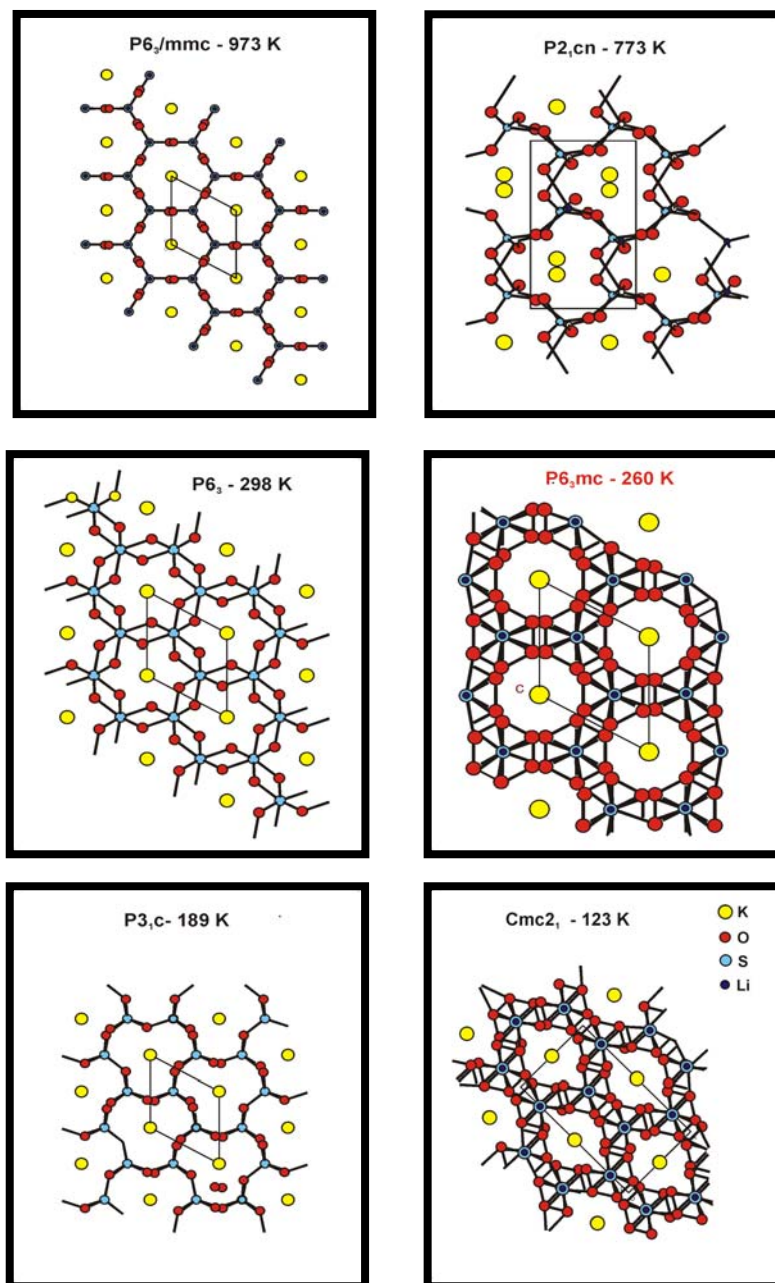 P6₃/mmc - 973 K
P2₁cn - 773 K
P6₃ - 298 K
P6₃mc - 260 K
C
P3₁c- 189 K
Cmc2₁ - 123 K
K
O
S
Li